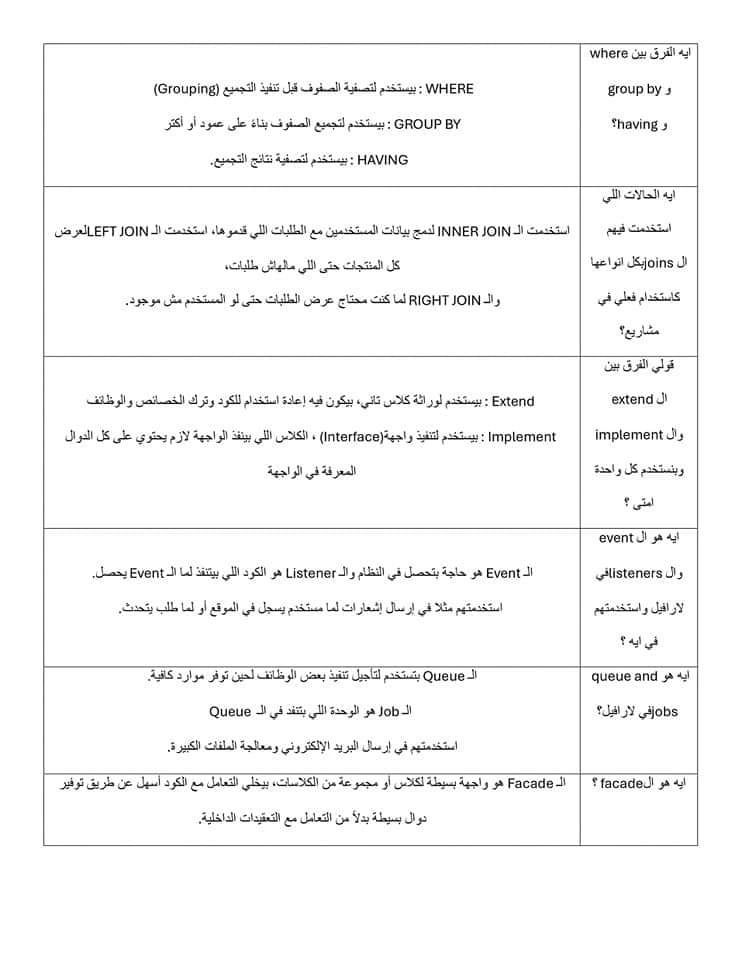 ايه الفرق بين where
و group by
و having؟
WHERE : بيستخدم لتصفية الصفوف قبل تنفيذ التجميع (Grouping)
GROUP BY : بيستخدم لتجميع الصفوف بناءً على عمود أو أكتر
HAVING : بيستخدم لتصفية نتائج التجميع.
ايه الحالات اللي
استخدمت فيهم
ال joinsبكل انواعها
كاستخدام فعلي في
مشاريع؟
استخدمت الـ INNER JOIN لدمج بيانات المستخدمين مع الطلبات اللي قدموها، استخدمت الـ LEFT JOINلعرض
كل المنتجات حتى اللي مالهاش طلبات،
والـ RIGHT JOIN لما كنت محتاج عرض الطلبات حتى لو المستخدم مش موجود.
قولي الفرق بين
ال extend
وال implement
وبنستخدم كل واحدة
امتى ؟
Extend : بيستخدم لوراثة كلاس تاني، بيكون فيه إعادة استخدام للكود وترك الخصائص والوظائف
Implement : بيستخدم لتنفيذ واجهة(Interface) ، الكلاس اللي بينفذ الواجهة لازم يحتوي على كل الدوال
المعرفة في الواجهة
ايه هو ال event
وال listenersفي
لارافيل واستخدمتهم
في ايه ؟
الـ Event هو حاجة بتحصل في النظام والـ Listener هو الكود اللي بيتنفذ لما الـ Event يحصل.
استخدمتهم مثلا في إرسال إشعارات لما مستخدم يسجل في الموقع أو لما طلب يتحدث.
ايه هو queue and
jobsفي لارافيل؟
الـ Queue بتستخدم لتأجيل تنفيذ بعض الوظائف لحين توفر موارد كافية.
الـ Job هو الوحدة اللي بتتفد في الـ Queue
استخدمتهم في إرسال البريد الإلكتروني ومعالجة الملفات الكبيرة.
ايه هو الfacade ؟
الـ Facade هو واجهة بسيطة لكلاس أو مجموعة من الكلاسات، بيخلي التعامل مع الكود أسهل عن طريق توفير
دوال بسيطة بدلاً من التعامل مع التعقيدات الداخلية.